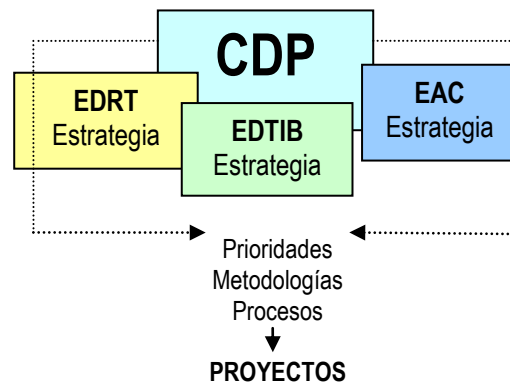 CDP
EDRT
Estrategia
EDTIB
Estrategia
EAC
Estrategia
Prioridades
Metodologías
Procesos
PROYECTOS